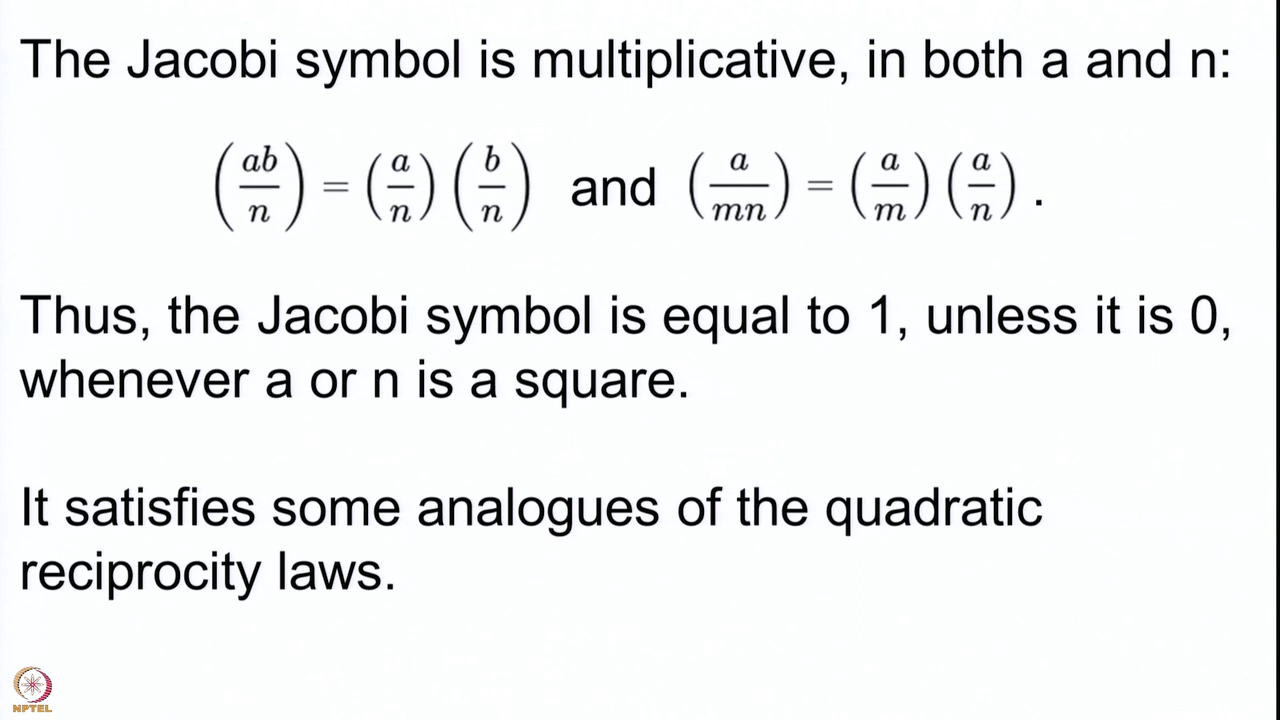 The Jacobi symbol is multiplicative, in both a and n:
(ab/n) = (a/n) (b/n) and (a/mn) = (a/m) (a/n) .
Thus, the Jacobi symbol is equal to 1, unless it is 0,
whenever a or n is a square.
It satisfies some analogues of the quadratic
reciprocity laws.
NPTEL